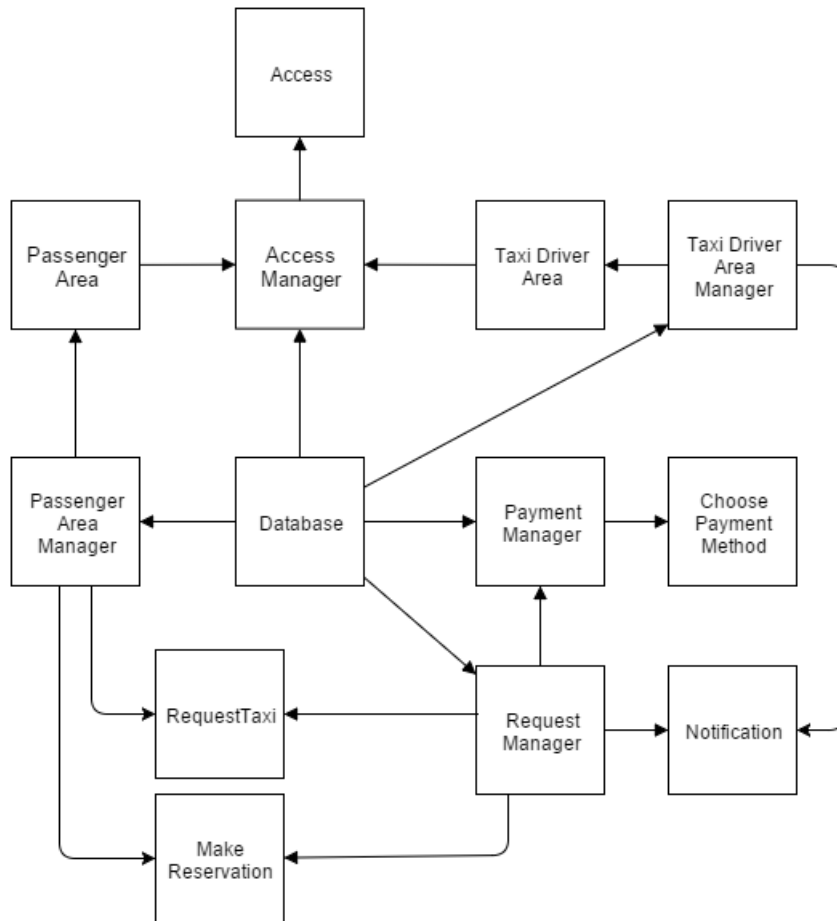 Access
Passenger
Area
Access
Manager
Taxi Driver
Area
Taxi Driver
Area
Manager
Passenger
Area
Manager
Database
Payment
Manager
Choose
Payment
Method
RequestTaxi
Request
Manager
Notification
Make
Reservation